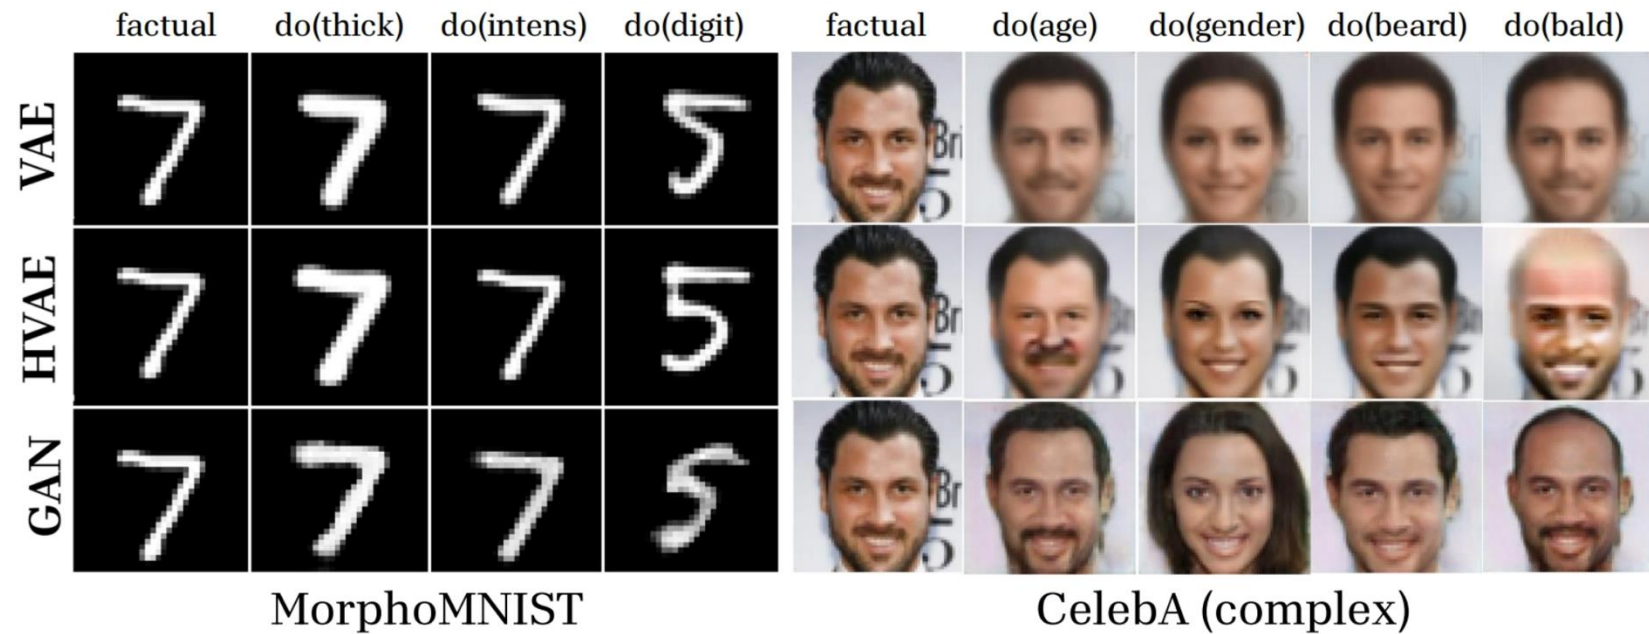 factual do(thick) do(intens) do(digit) factual do(age) do(gender) do(beard) do(bald)
VAE
HVAE
GAN
MorphoMNIST CelebA (complex)